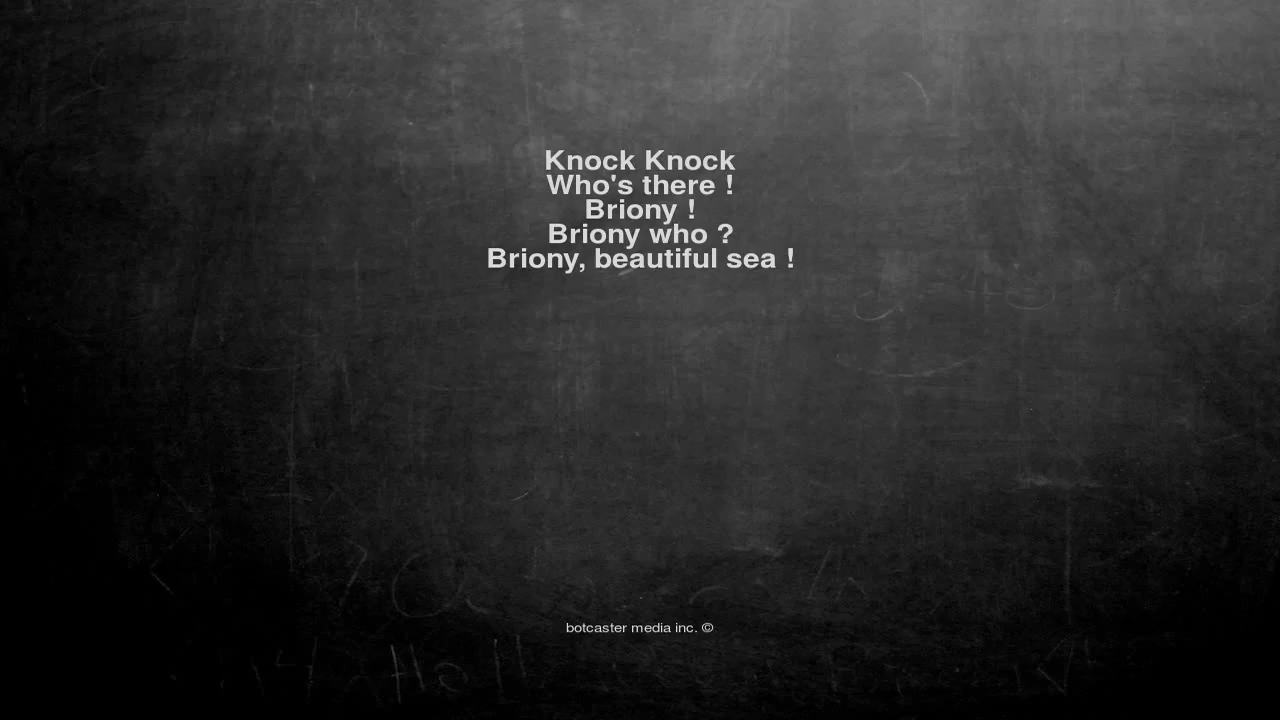 Knock Knock
Who's there !
Briony !
Briony who ?
Briony, beautiful sea !
botcaster media inc. ©